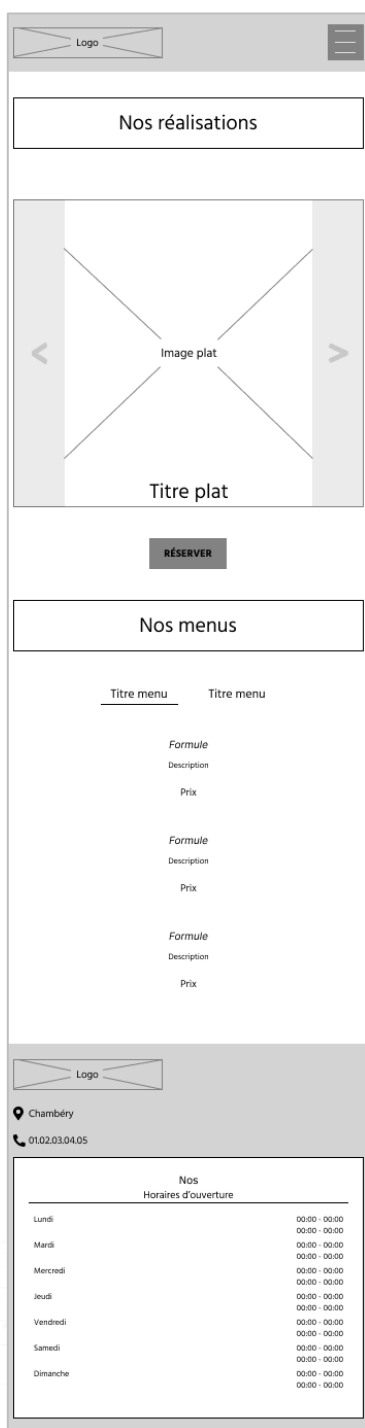 Logo
Nos réalisations
<
Image plat
>
Titre plat
RÉSERVER
Nos menus
Titre menu Titre menu
Formule
Description
Prix
Formule
Description
Prix
Formule
Description
Prix
Logo
Chambéry
01.02.03.04.05
Nos
Horaires d'ouverture
Lundi 00:00 - 00:00
00:00 - 00:00
Mardi 00:00 - 00:00
00:00 - 00:00
Mercredi 00:00 - 00:00
00:00 - 00:00
Jeudi 00:00 - 00:00
00:00 - 00:00
Vendredi 00:00 - 00:00
00:00 - 00:00
Samedi 00:00 - 00:00
00:00 - 00:00
Dimanche 00:00 - 00:00
00:00 - 00:00